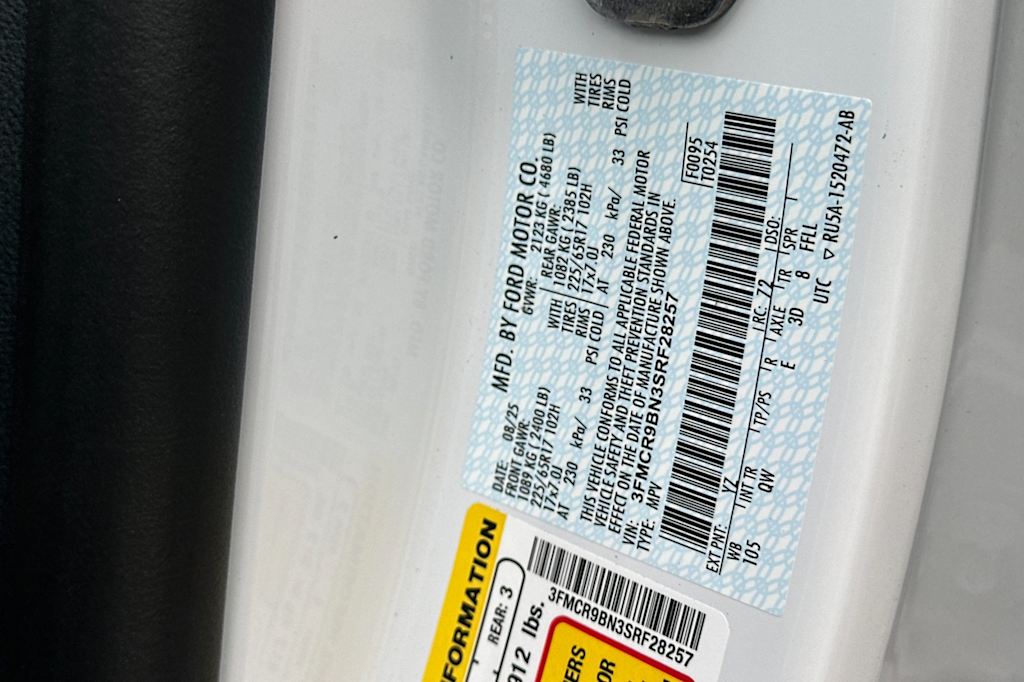 MFD. BY FORD MOTOR CO.
DATE: 08/25 GVWR: 2123 KG ( 4680 LB)
FRONT GAWR: REAR GAWR:
1089 KG ( 2400 LB) WITH 1082 KG ( 2385 LB) WITH
225/65R17 102H TIRES 225/65R17 102H TIRES
17x7.0J RIMS 17x7.0J RIMS
AT 230 kPa/ 33 PSI COLD AT 230 kPa/ 33 PSI COLD
THIS VEHICLE CONFORMS TO ALL APPLICABLE FEDERAL MOTOR
VEHICLE SAFETY AND THEFT PREVENTION STANDARDS IN
EFFECT ON THE DATE OF MANUFACTURE SHOWN ABOVE.
VIN: 3FMCR9BN3SRF28257
TYPE: MPV
F0095
T0254
EXT PNT: YZ RC: 72 DSO:
WB INT TR TP/PS R AXLE TR SPR
105 QW E 3D 8 FFLL
UTC ▽ RU5A-1520472-AB
FORMATION
REAR: 3
912 lbs.
3FMCR9BN3SRF28257